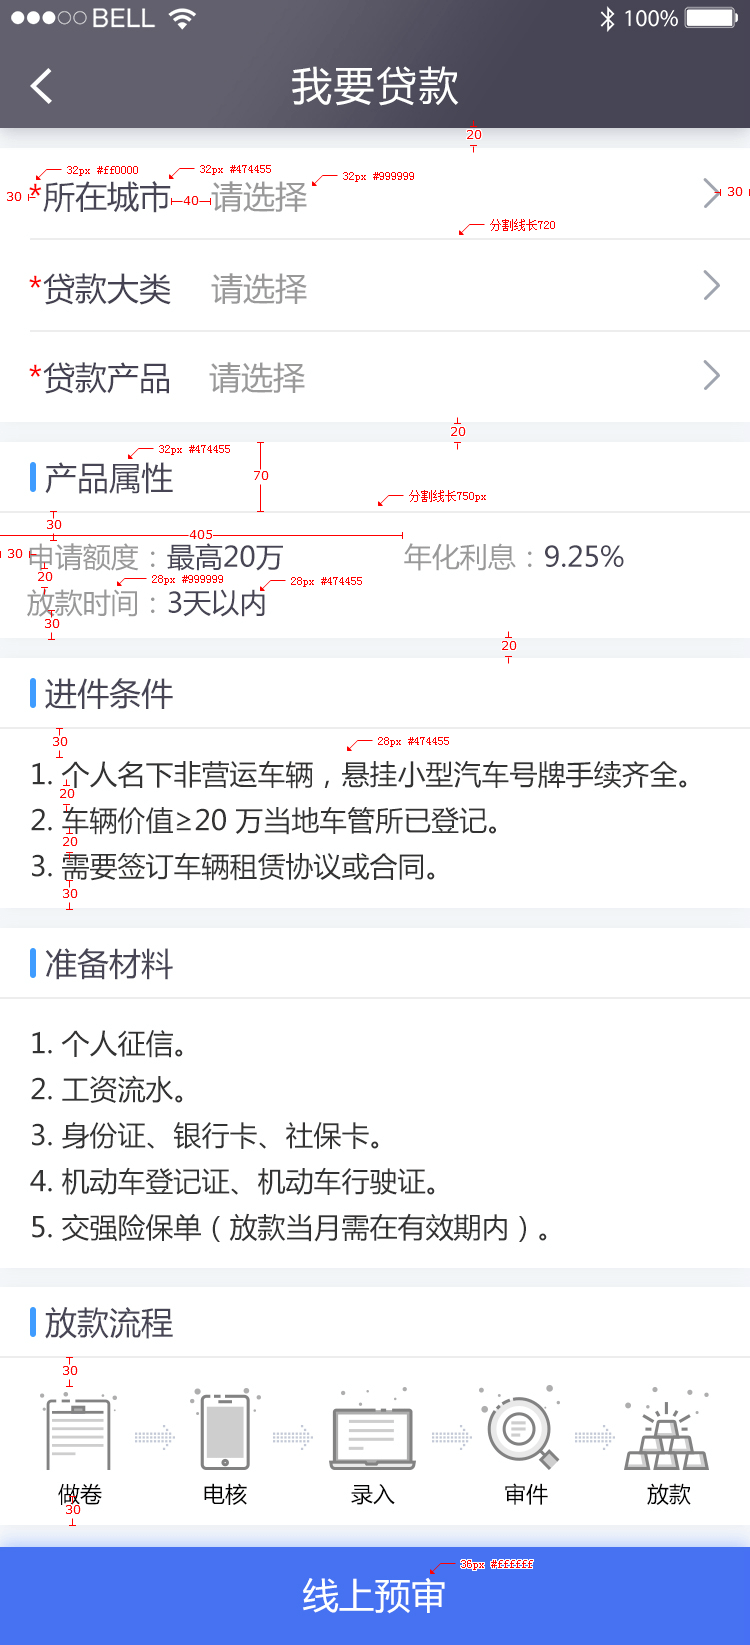 BELL 100%
我要贷款
20
32px #ff0000 32px #474455 32px #999999
30 *所在城市 40 请选择 30
分割线长720
*贷款大类 请选择
*贷款产品 请选择
20
32px #474455
产品属性 70
分割线长750px
30
405
30 申请额度：最高20万 年化利息：9.25%
20 28px #999999 28px #474455
放款时间：3天以内
30
20
进件条件
30 28px #474455
1. 个人名下非营运车辆，悬挂小型汽车号牌手续齐全。
20
2. 车辆价值≥20 万当地车管所已登记。
20
3. 需要签订车辆租赁协议或合同。
30
准备材料
1. 个人征信。
2. 工资流水。
3. 身份证、银行卡、社保卡。
4. 机动车登记证、机动车行驶证。
5. 交强险保单（放款当月需在有效期内）。
放款流程
30
做卷 电核 录入 审件 放款
30
36px #ffffff
线上预审